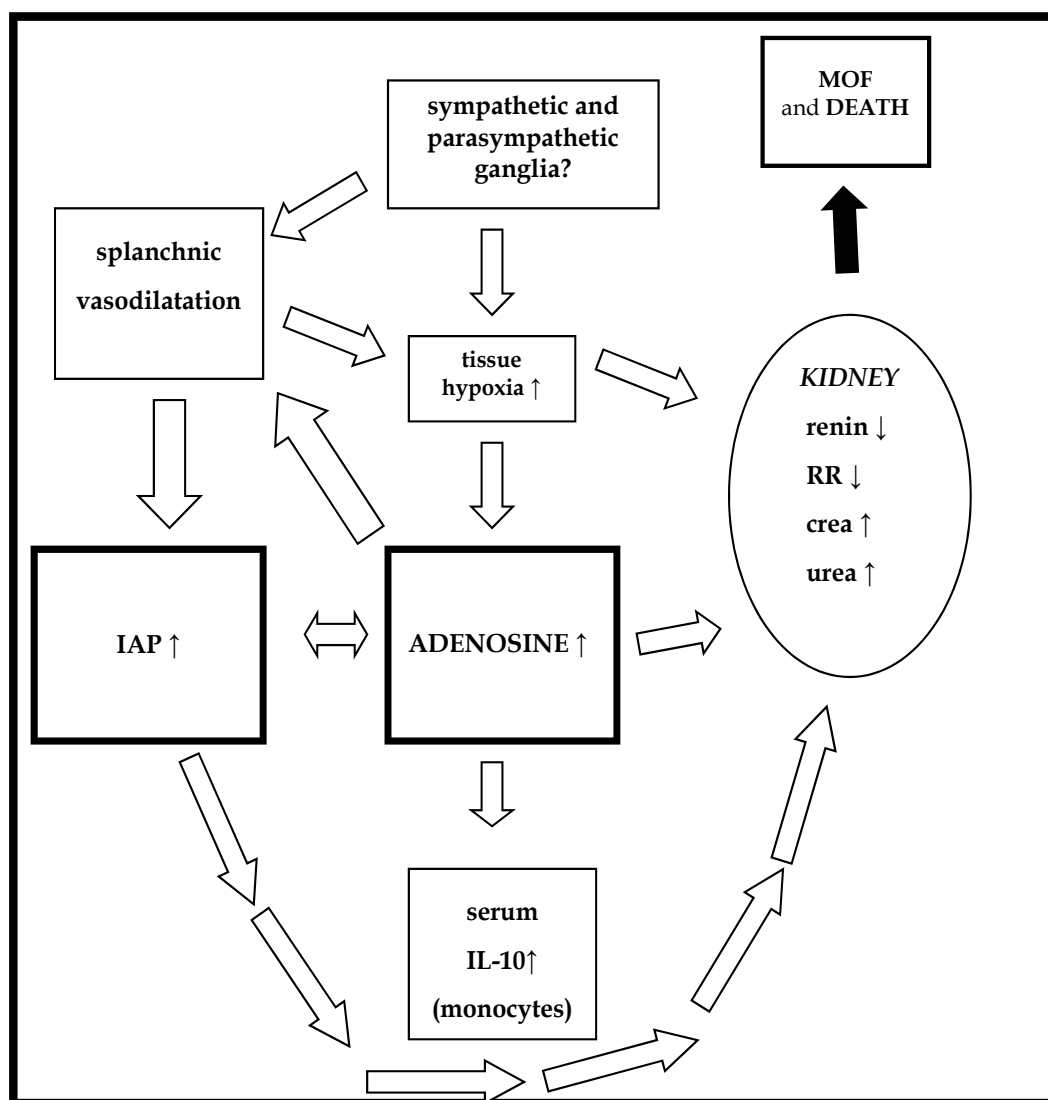 MOF
and DEATH
sympathetic and
parasympathetic
ganglia?
splanchnic
vasodilatation
tissue
hypoxia ↑
KIDNEY
renin ↓
RR ↓
crea ↑
urea ↑
IAP ↑
ADENOSINE ↑
serum
IL-10↑
(monocytes)